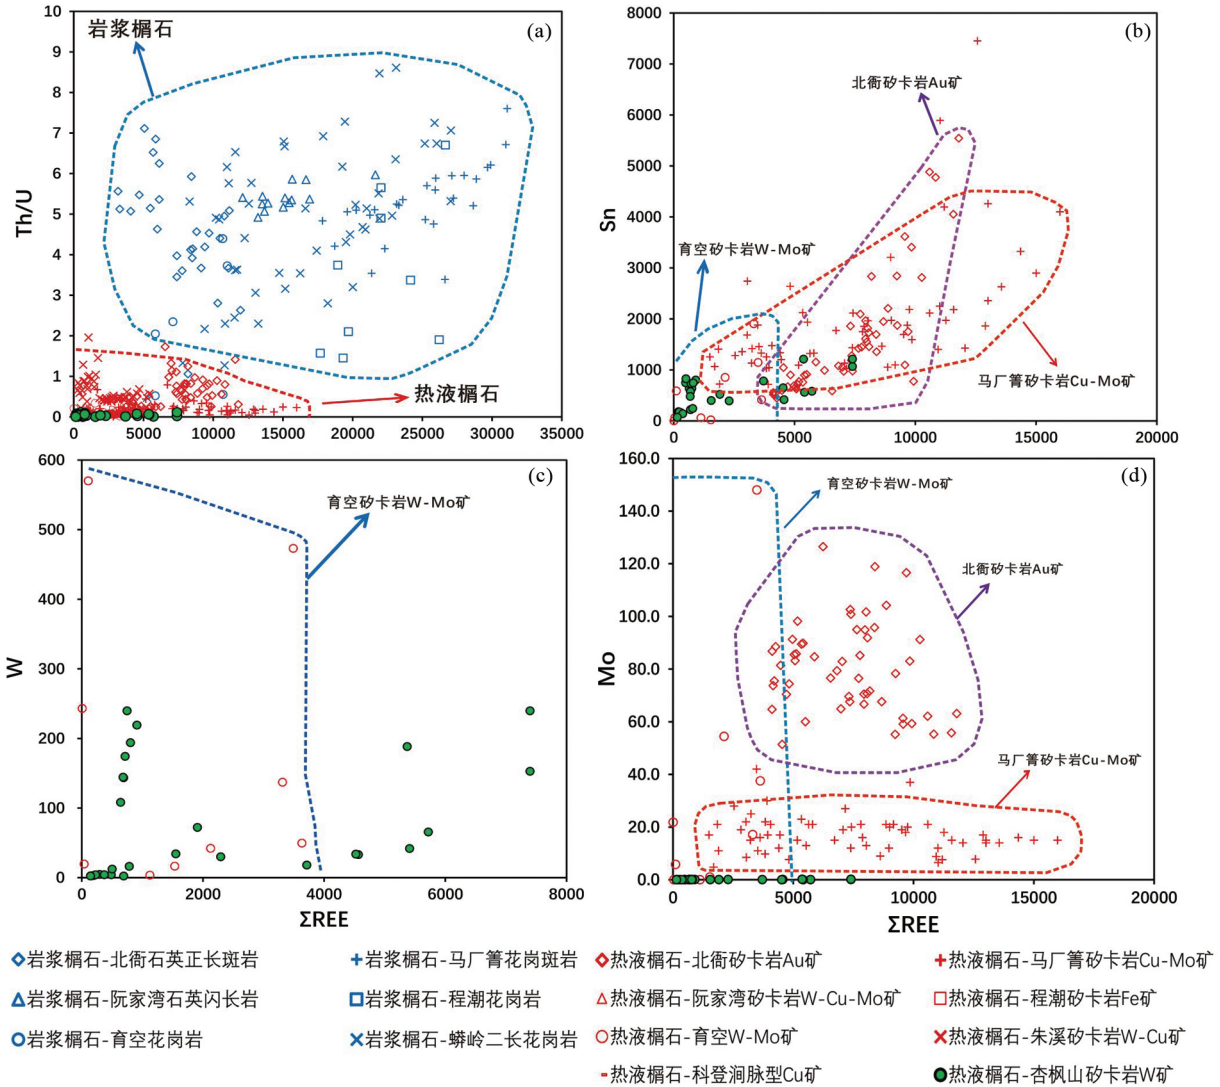 (a)
岩浆榍石
热液榍石
Th/U
10
9
8
7
6
5
4
3
2
1
0
0 5000 10000 15000 20000 25000 30000 35000
(b)
北衙矽卡岩Au矿
育空矽卡岩W-Mo矿
马厂箐矽卡岩Cu-Mo矿
Sn
8000
7000
6000
5000
4000
3000
2000
1000
0
0 5000 10000 15000 20000
(c)
育空矽卡岩W-Mo矿
W
600
500
400
300
200
100
0
0 2000 4000 6000 8000
ΣREE
(d)
育空矽卡岩W-Mo矿
北衙矽卡岩Au矿
马厂箐矽卡岩Cu-Mo矿
Mo
160.0
140.0
120.0
100.0
80.0
60.0
40.0
20.0
0.0
0 5000 10000 15000 20000
ΣREE
岩浆榍石-北衙石英正长斑岩 岩浆榍石-马厂箐花岗斑岩 热液榍石-北衙矽卡岩Au矿 热液榍石-马厂箐矽卡岩Cu-Mo矿
岩浆榍石-阮家湾石英闪长岩 岩浆榍石-程潮花岗岩 热液榍石-阮家湾矽卡岩W-Cu-Mo矿 热液榍石-程潮矽卡岩Fe矿
岩浆榍石-育空花岗岩 岩浆榍石-蟒岭二长花岗岩 热液榍石-育空W-Mo矿 热液榍石-朱溪矽卡岩W-Cu矿
热液榍石-科登涧脉型Cu矿 热液榍石-杏枫山矽卡岩W矿